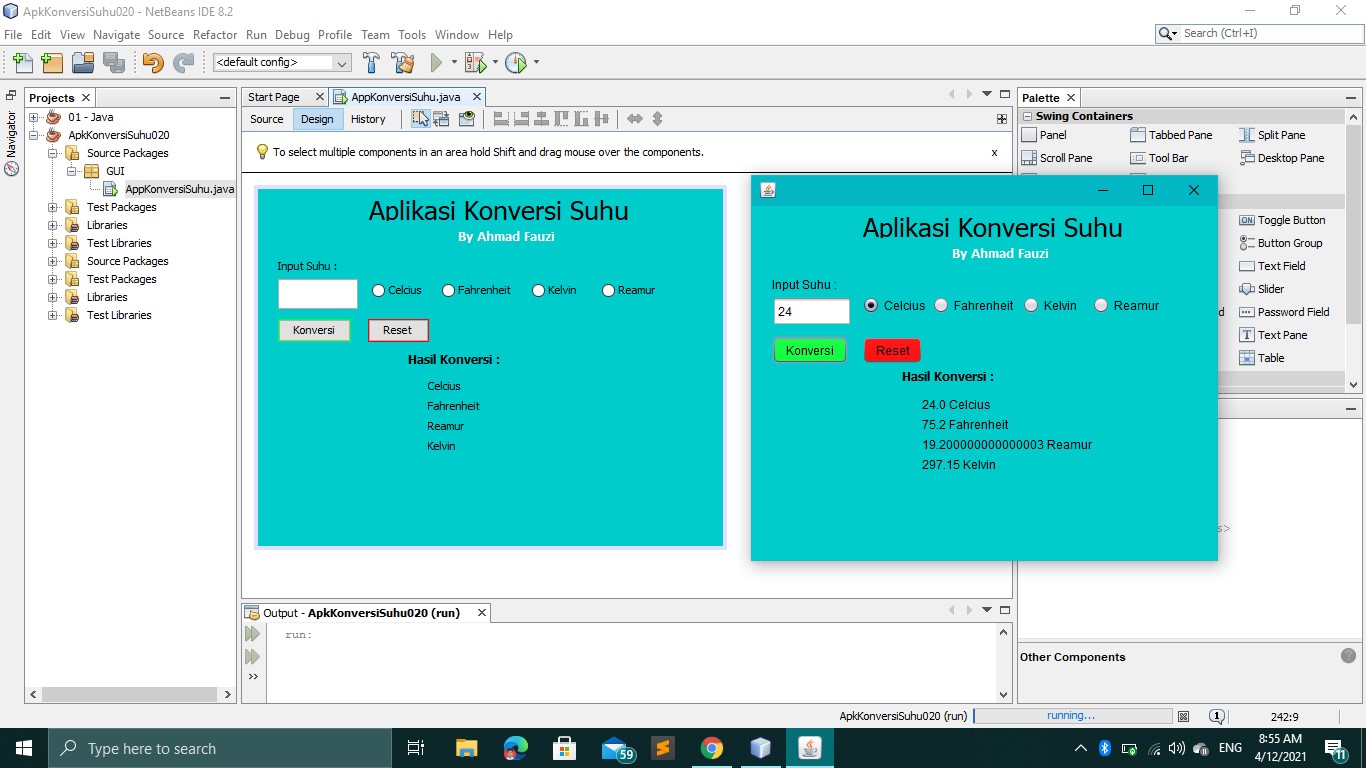 ApkKonversiSuhu020 - NetBeans IDE 8.2
File Edit View Navigate Source Refactor Run Debug Profile Team Tools Window Help
Search (Ctrl+I)
<default config>
Navigator
Projects
01 - Java
ApkKonversiSuhu020
Source Packages
GUI
AppKonversiSuhu.java
Test Packages
Libraries
Test Libraries
Source Packages
Test Packages
Libraries
Test Libraries
Start Page
AppKonversiSuhu.java
Source Design History
To select multiple components in an area hold Shift and drag mouse over the components.
x
Aplikasi Konversi Suhu
By Ahmad Fauzi
Input Suhu :
Celcius Fahrenheit Kelvin Reamur
Konversi Reset
Hasil Konversi :
Celcius
Fahrenheit
Reamur
Kelvin
Aplikasi Konversi Suhu
By Ahmad Fauzi
Input Suhu :
24 Celcius Fahrenheit Kelvin Reamur
Konversi Reset
Hasil Konversi :
24.0 Celcius
75.2 Fahrenheit
19.200000000000003 Reamur
297.15 Kelvin
Palette
Swing Containers
Panel Tabbed Pane Split Pane
Scroll Pane Tool Bar Desktop Pane
Toggle Button
Button Group
Text Field
Slider
d Password Field
Text Pane
Table
s>
Other Components
Output - ApkKonversiSuhu020 (run)
run:
ApkKonversiSuhu020 (run) running... 1 242:9
Type here to search
59
ENG
8:55 AM
4/12/2021
11